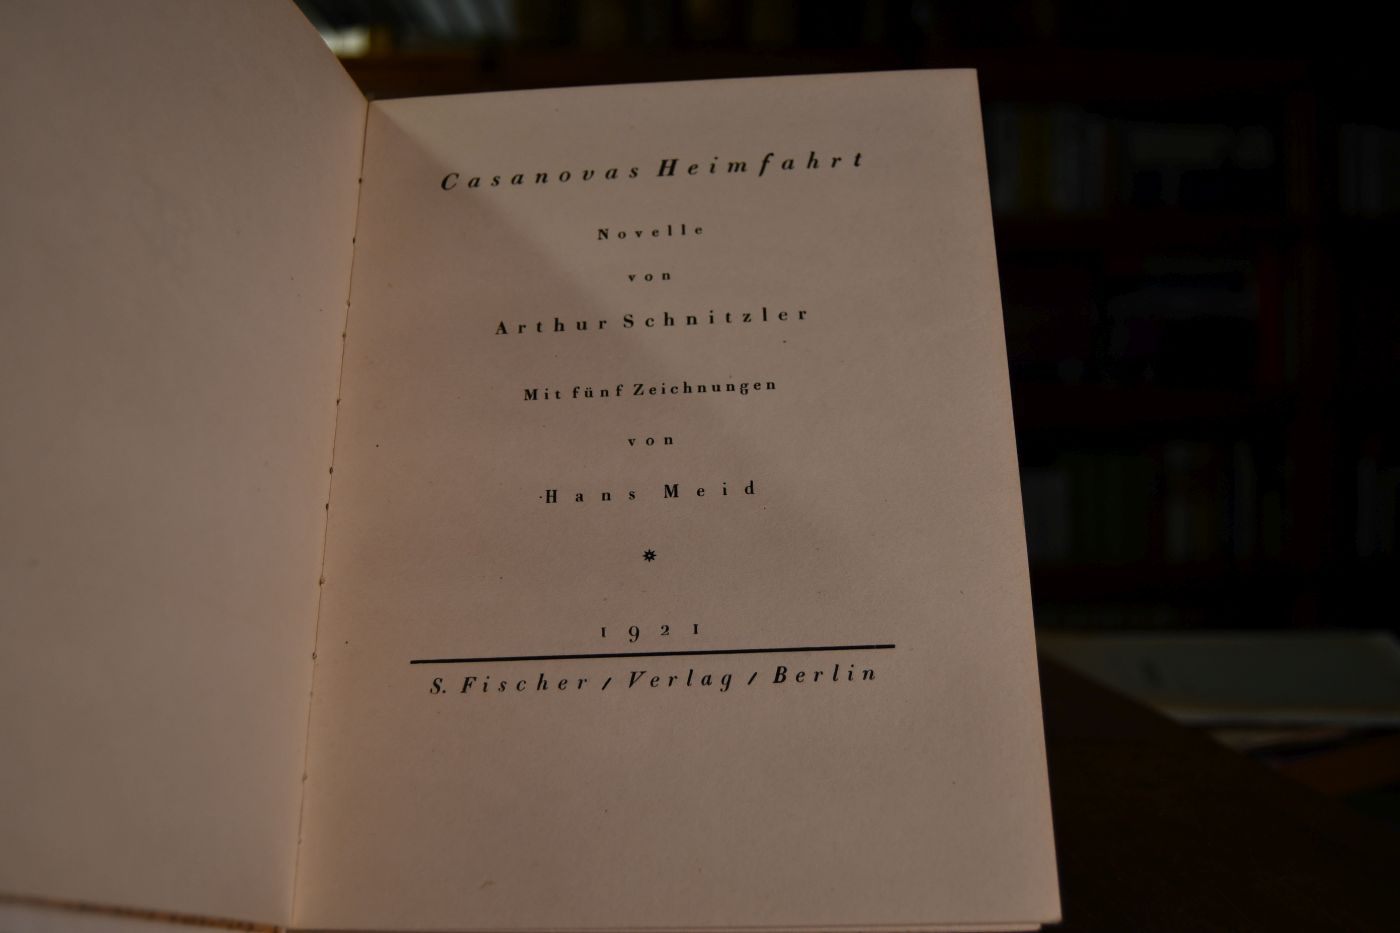 Casanovas Heimfahrt
Novelle
von
Arthur Schnitzler
Mit fünf Zeichnungen
von
Hans Meid
1921
S. Fischer / Verlag / Berlin